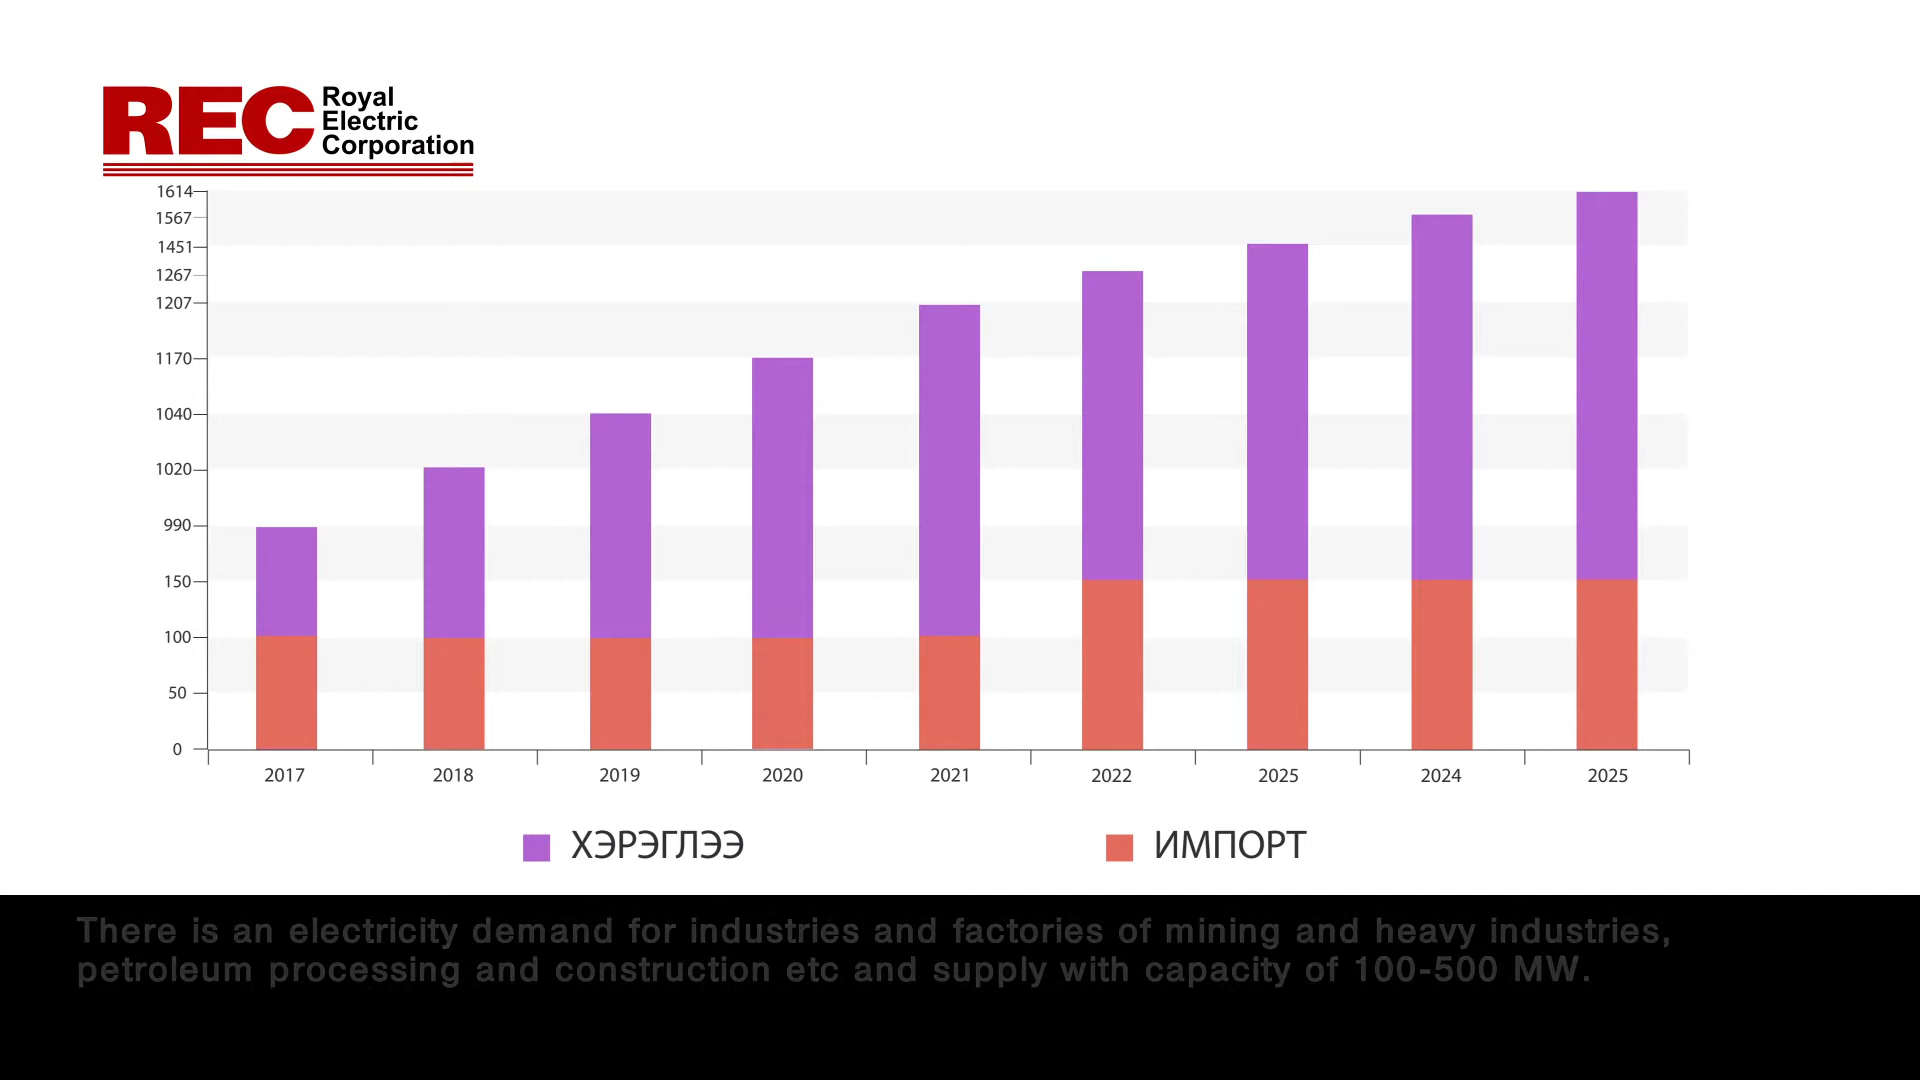 REC
Royal
Electric
Corporation
1614
1567
1451
1267
1207
1170
1040
1020
990
150
100
50
0
2017 2018 2019 2020 2021 2022 2025 2024 2025
ХЭРЭГЛЭЭ ИМПОРТ
There is an electricity demand for industries and factories of mining and heavy industries,
petroleum processing and construction etc and supply with capacity of 100-500 MW.